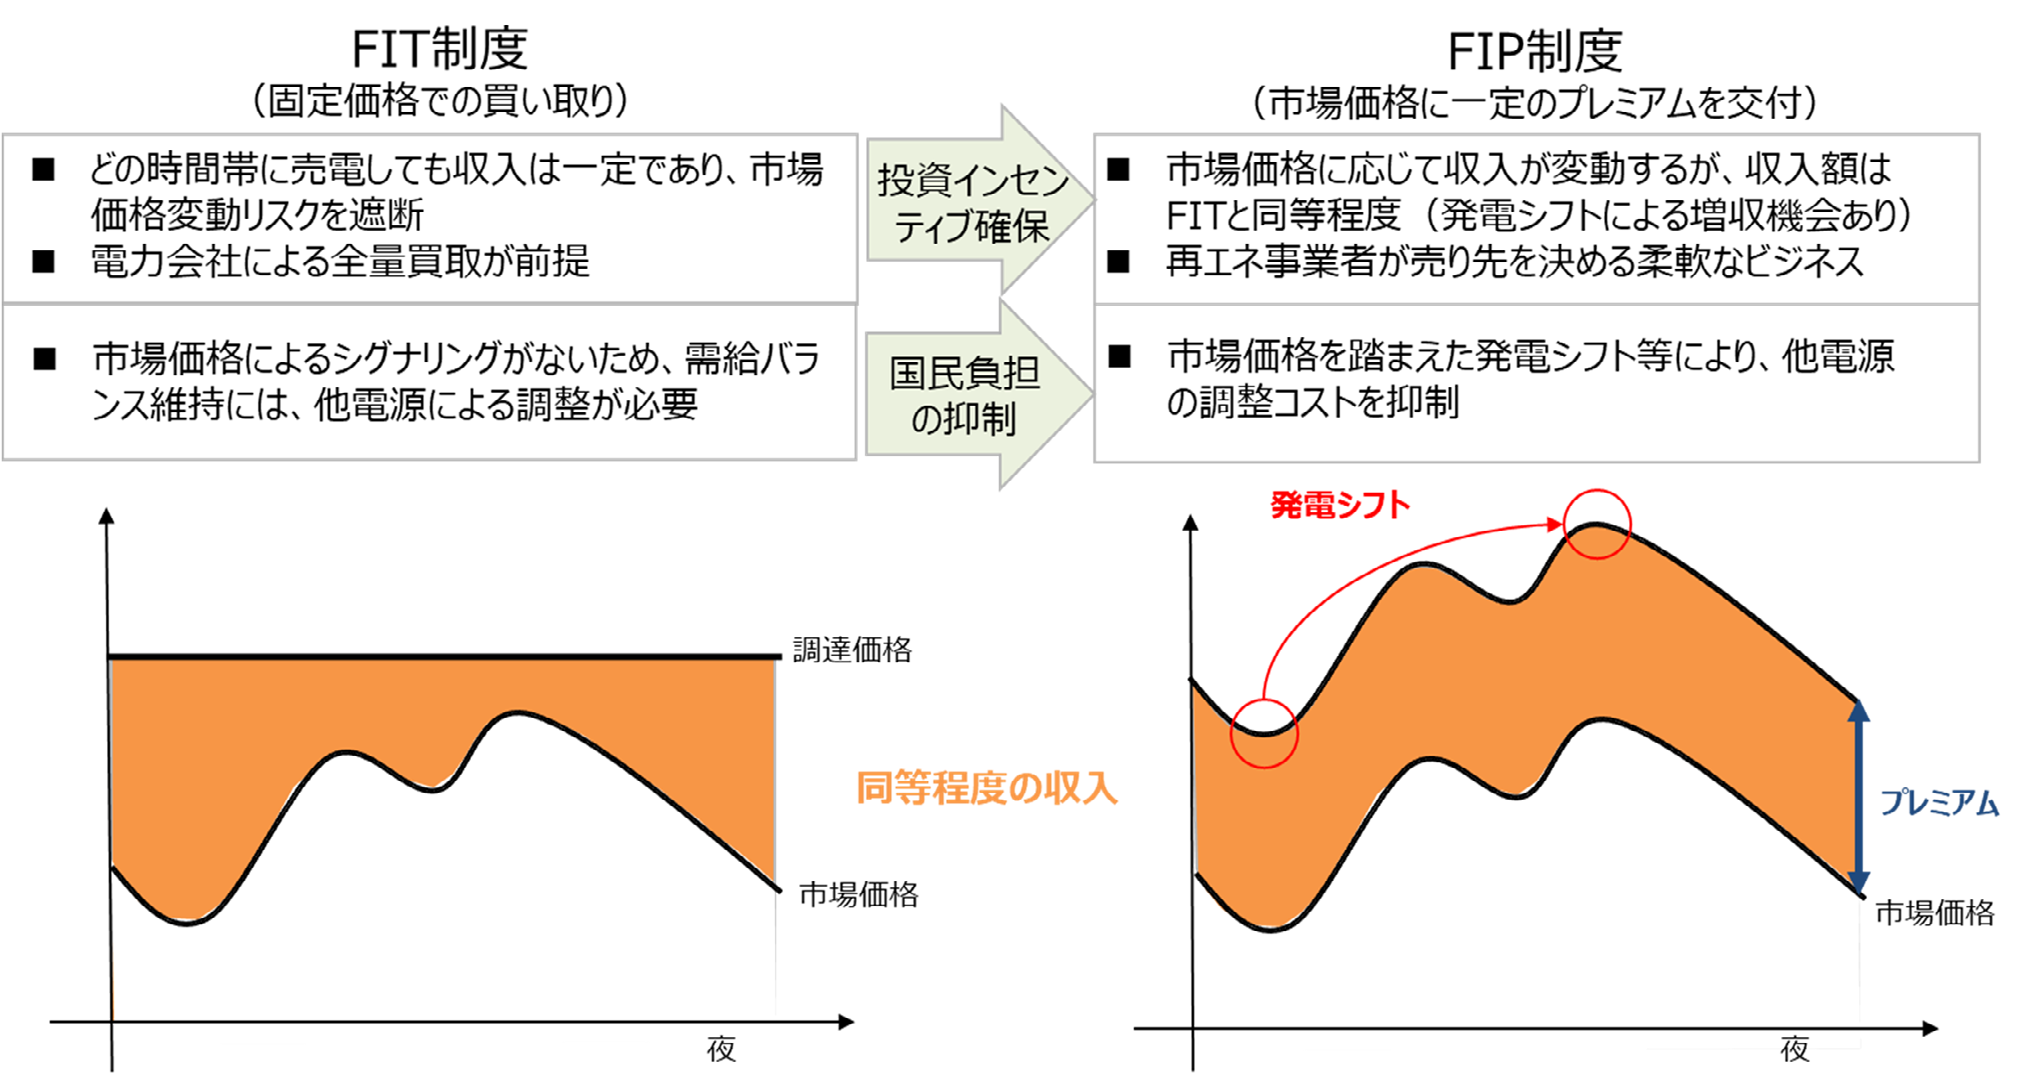 FIT制度
（固定価格での買い取り）
■ どの時間帯に売電しても収入は一定であり、市場
価格変動リスクを遮断
■ 電力会社による全量買取が前提
■ 市場価格によるシグナリングがないため、需給バラ
ンス維持には、他電源による調整が必要
投資インセン
ティブ確保
国民負担
の抑制
FIP制度
（市場価格に一定のプレミアムを交付）
■ 市場価格に応じて収入が変動するが、収入額は
FITと同等程度（発電シフトによる増収機会あり）
■ 再エネ事業者が売り先を決める柔軟なビジネス
■ 市場価格を踏まえた発電シフト等により、他電源
の調整コストを抑制
調達価格
市場価格
夜
同等程度の収入
発電シフト
プレミアム
市場価格
夜